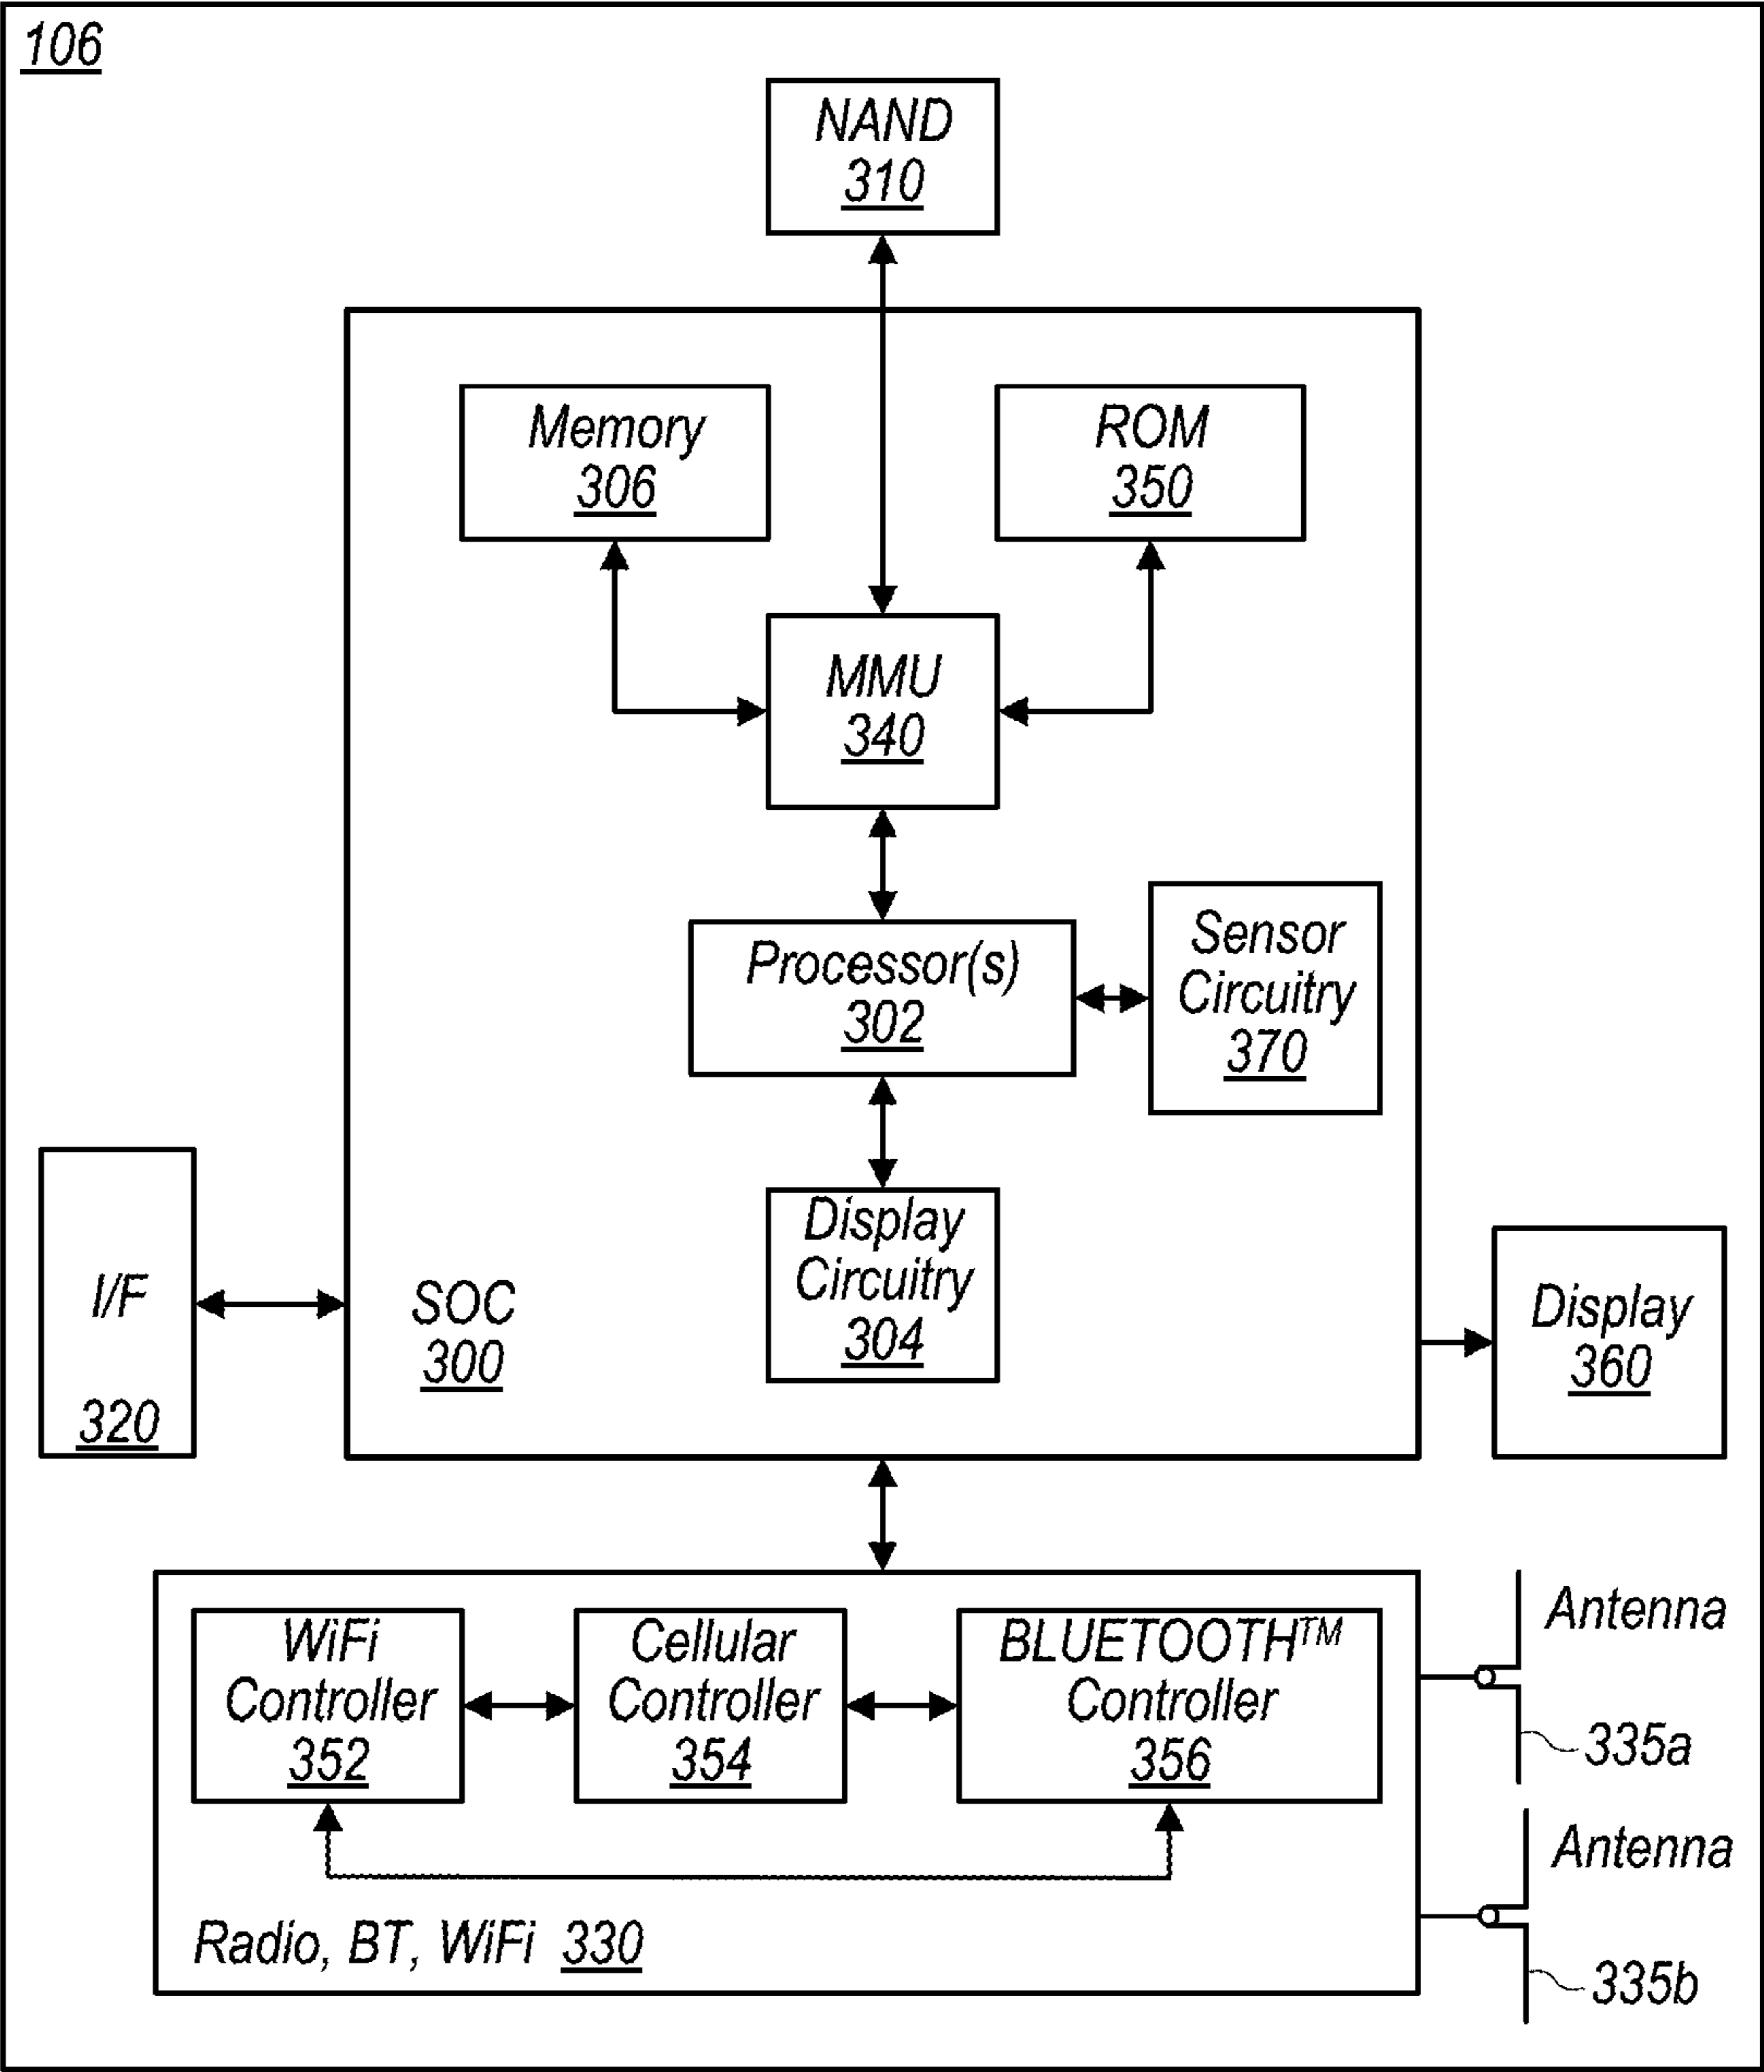 106
NAND
310
Memory
306
ROM
350
MMU
340
Processor(s)
302
Sensor
Circuitry
370
Display
Circuitry
304
I/F
320
SOC
300
Display
360
WiFi
Controller
352
Cellular
Controller
354
BLUETOOTH™
Controller
356
Antenna
335a
Antenna
335b
Radio, BT, WiFi 330